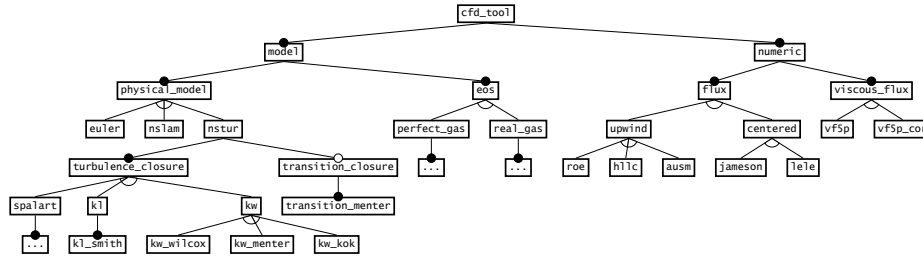 cfd_tool
model numeric
physical_model eos flux viscous_flux
euler nslam nstur perfect_gas real_gas upwind centered vf5p vf5p_cor
turbulence_closure transition_closure ... ... roe hllc ausm jameson lele
spalart kl kw transition_menter
... kl_smith kw_wilcox kw_menter kw_kok